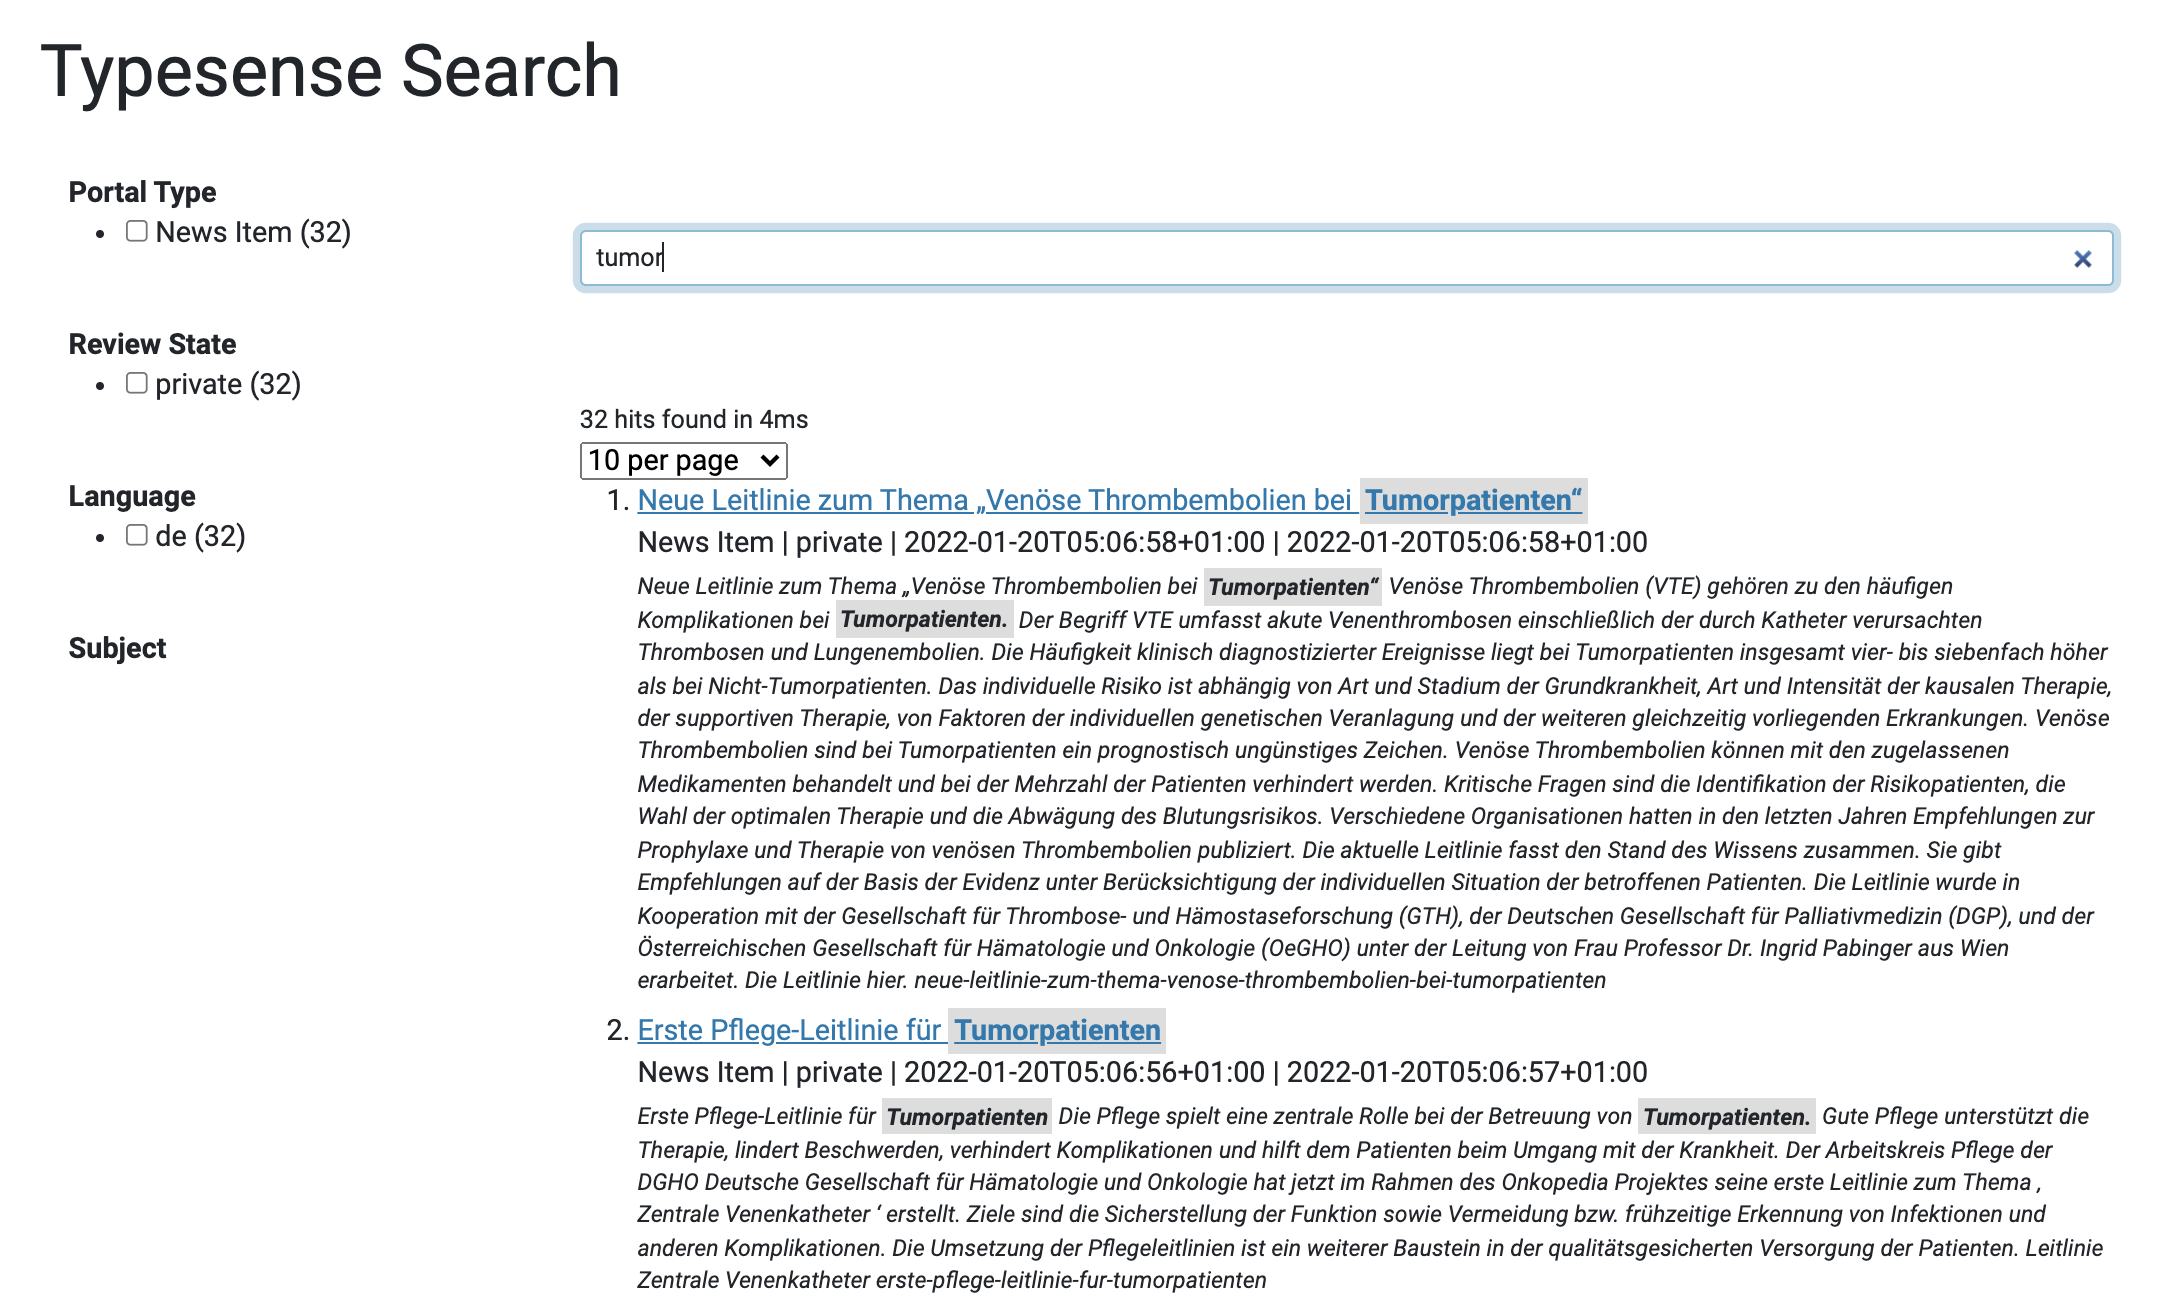 Typesense Search
Portal Type
• News Item (32)
Review State
• private (32)
Language
• de (32)
Subject
tumor
32 hits found in 4ms
10 per page
1. Neue Leitlinie zum Thema „Venöse Thrombembolien bei Tumorpatienten“
News Item | private | 2022-01-20T05:06:58+01:00 | 2022-01-20T05:06:58+01:00
Neue Leitlinie zum Thema „Venöse Thrombembolien bei Tumorpatienten“ Venöse Thrombembolien (VTE) gehören zu den häufigen
Komplikationen bei Tumorpatienten. Der Begriff VTE umfasst akute Venenthrombosen einschließlich der durch Katheter verursachten
Thrombosen und Lungenembolien. Die Häufigkeit klinisch diagnostizierter Ereignisse liegt bei Tumorpatienten insgesamt vier- bis siebenfach höher
als bei Nicht-Tumorpatienten. Das individuelle Risiko ist abhängig von Art und Stadium der Grundkrankheit, Art und Intensität der kausalen Therapie,
der supportiven Therapie, von Faktoren der individuellen genetischen Veranlagung und der weiteren gleichzeitig vorliegenden Erkrankungen. Venöse
Thrombembolien sind bei Tumorpatienten ein prognostisch ungünstiges Zeichen. Venöse Thrombembolien können mit den zugelassenen
Medikamenten behandelt und bei der Mehrzahl der Patienten verhindert werden. Kritische Fragen sind die Identifikation der Risikopatienten, die
Wahl der optimalen Therapie und die Abwägung des Blutungsrisikos. Verschiedene Organisationen hatten in den letzten Jahren Empfehlungen zur
Prophylaxe und Therapie von venösen Thrombembolien publiziert. Die aktuelle Leitlinie fasst den Stand des Wissens zusammen. Sie gibt
Empfehlungen auf der Basis der Evidenz unter Berücksichtigung der individuellen Situation der betroffenen Patienten. Die Leitlinie wurde in
Kooperation mit der Gesellschaft für Thrombose- und Hämostaseforschung (GTH), der Deutschen Gesellschaft für Palliativmedizin (DGP), und der
Österreichischen Gesellschaft für Hämatologie und Onkologie (OeGHO) unter der Leitung von Frau Professor Dr. Ingrid Pabinger aus Wien
erarbeitet. Die Leitlinie hier. neue-leitlinie-zum-thema-venose-thrombembolien-bei-tumorpatienten
2. Erste Pflege-Leitlinie für Tumorpatienten
News Item | private | 2022-01-20T05:06:56+01:00 | 2022-01-20T05:06:57+01:00
Erste Pflege-Leitlinie für Tumorpatienten Die Pflege spielt eine zentrale Rolle bei der Betreuung von Tumorpatienten. Gute Pflege unterstützt die
Therapie, lindert Beschwerden, verhindert Komplikationen und hilft dem Patienten beim Umgang mit der Krankheit. Der Arbeitskreis Pflege der
DGHO Deutsche Gesellschaft für Hämatologie und Onkologie hat jetzt im Rahmen des Onkopedia Projektes seine erste Leitlinie zum Thema ‚
Zentrale Venenkatheter ‘ erstellt. Ziele sind die Sicherstellung der Funktion sowie Vermeidung bzw. frühzeitige Erkennung von Infektionen und
anderen Komplikationen. Die Umsetzung der Pflegeleitlinien ist ein weiterer Baustein in der qualitätsgesicherten Versorgung der Patienten. Leitlinie
Zentrale Venenkatheter erste-pflege-leitlinie-fur-tumorpatienten